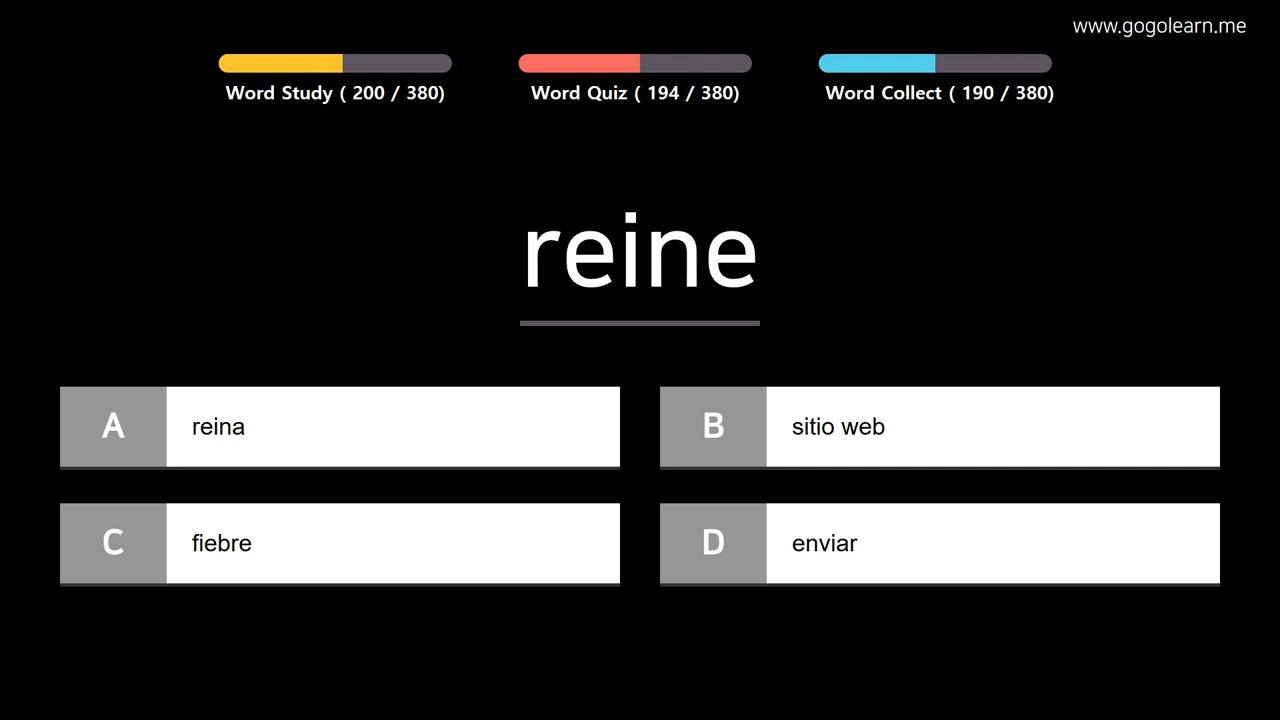 www.gogolearn.me
Word Study ( 200 / 380)
Word Quiz ( 194 / 380)
Word Collect ( 190 / 380)
reine
A reina
B sitio web
C fiebre
D enviar